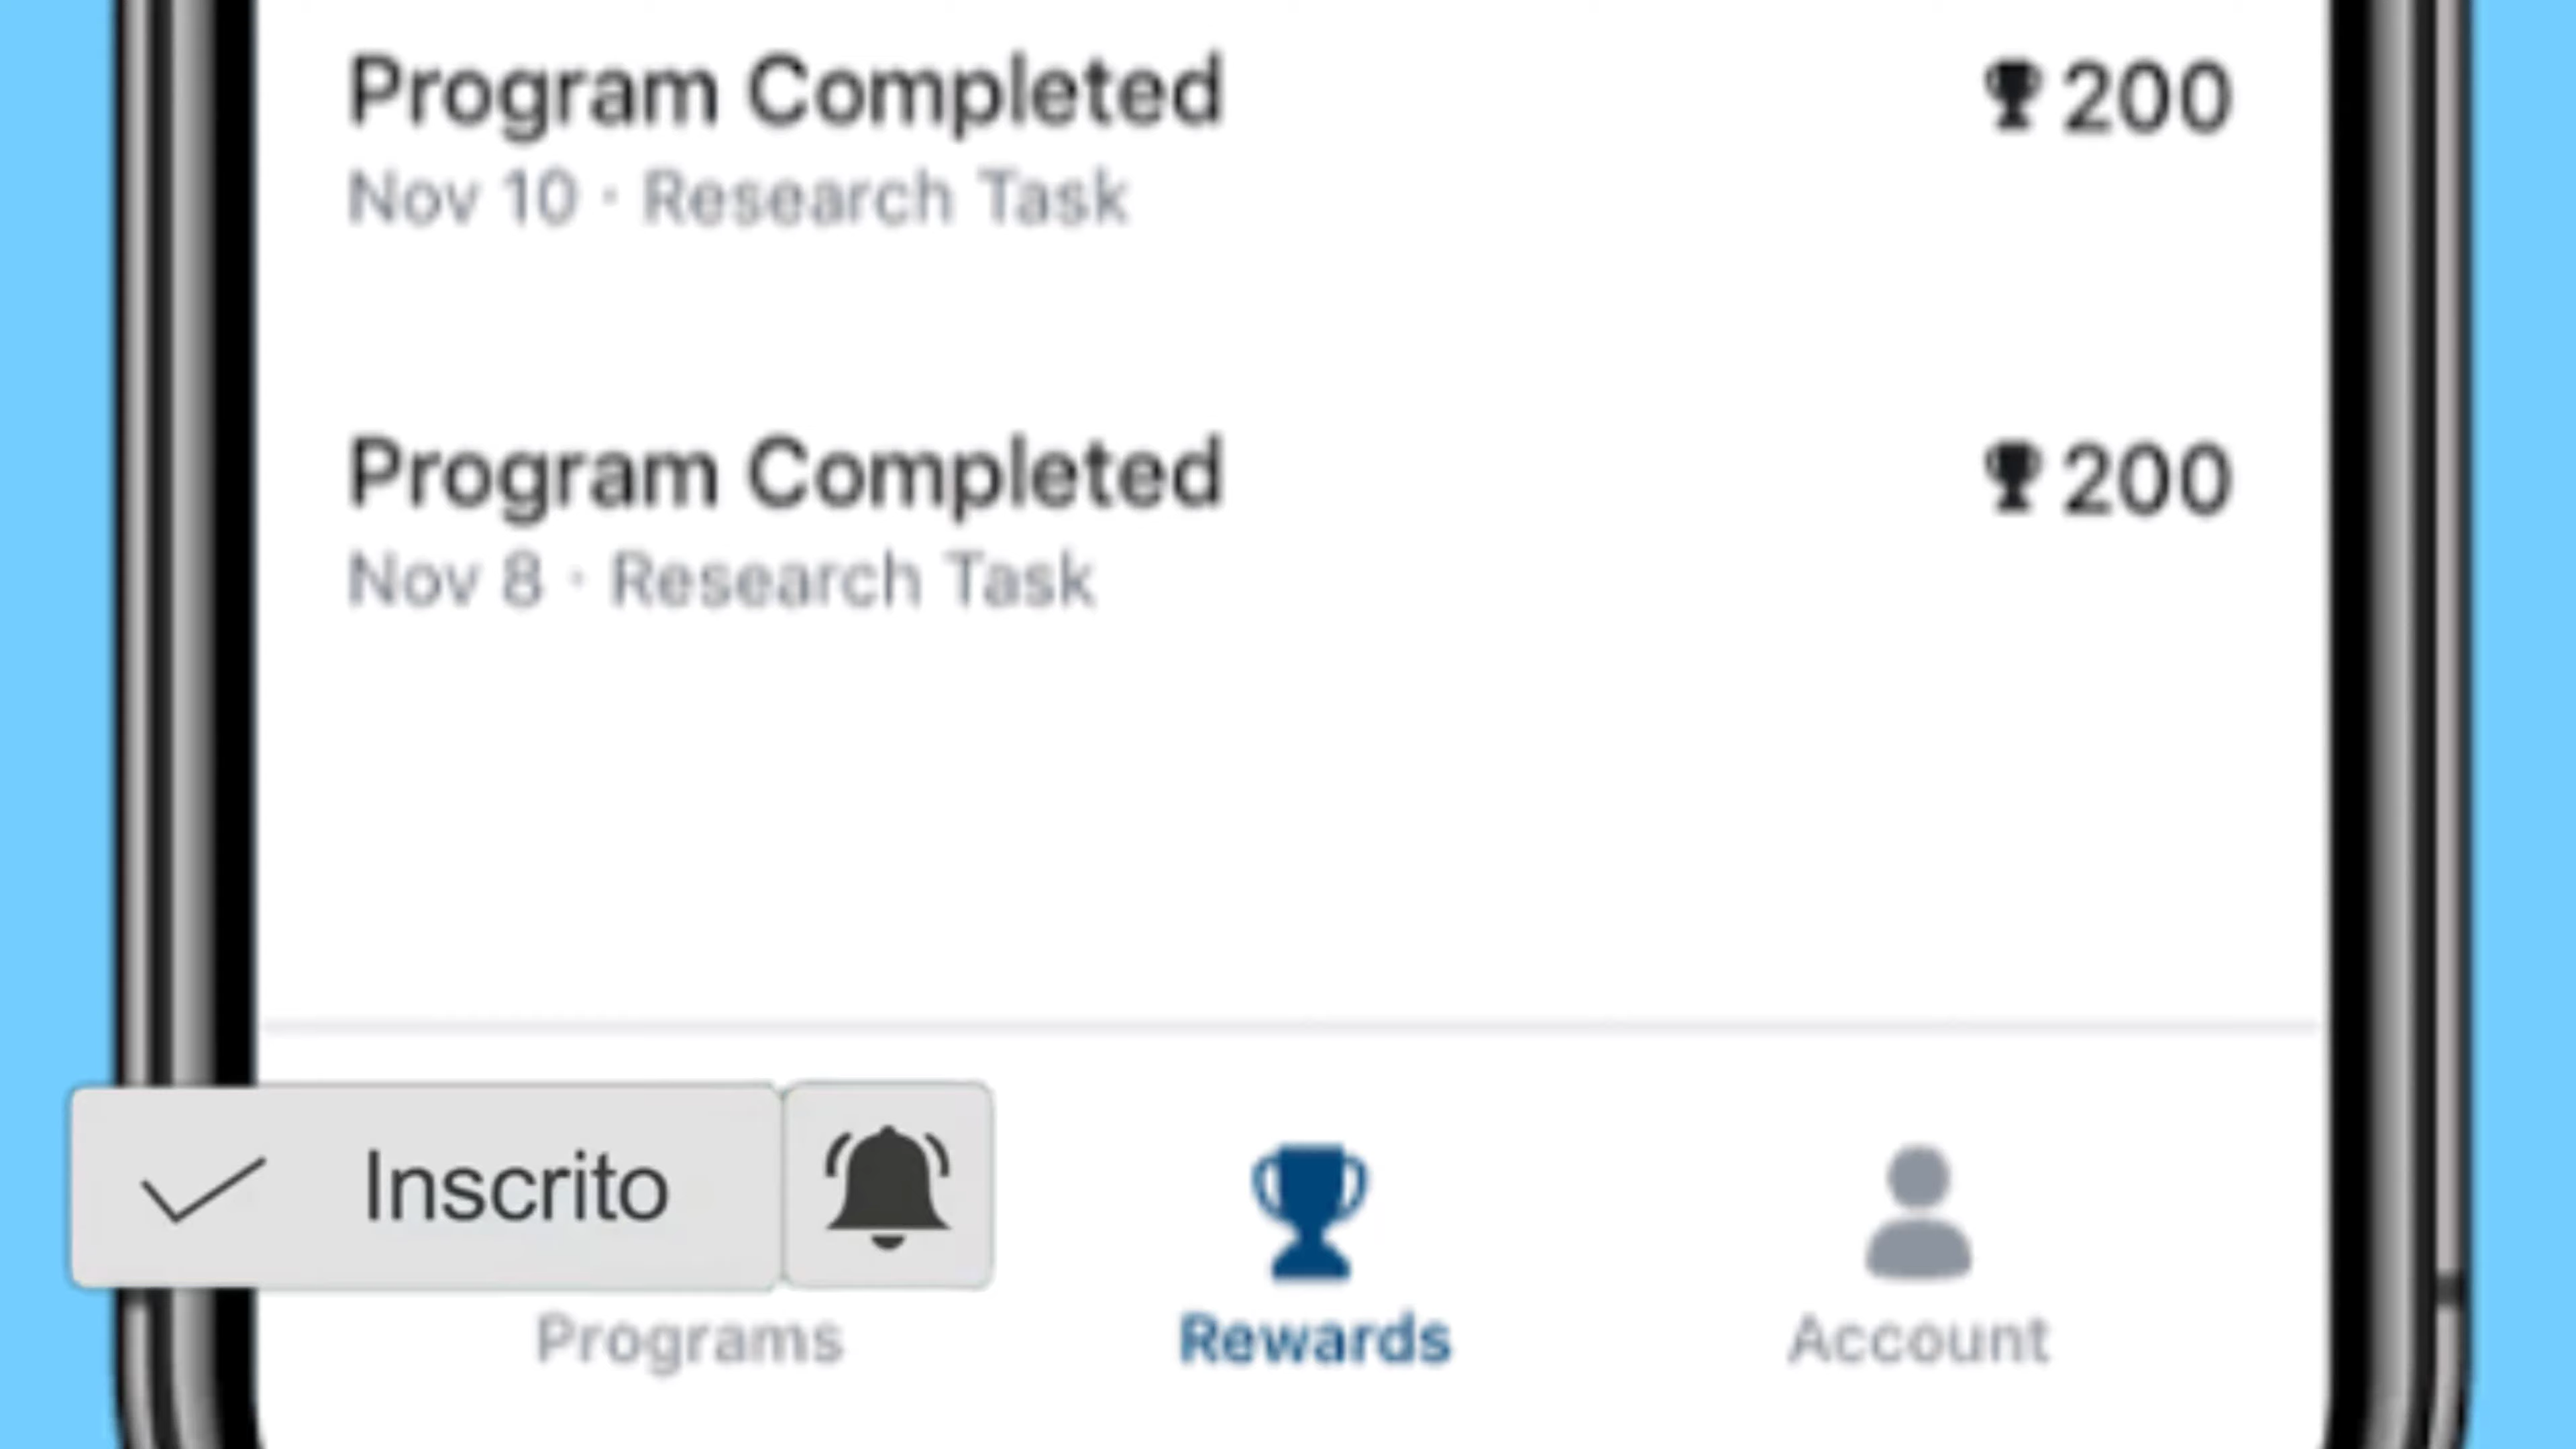 Program Completed
200
Nov 10 · Research Task
Program Completed
200
Nov 8 · Research Task
Inscrito
Programs
Rewards
Account